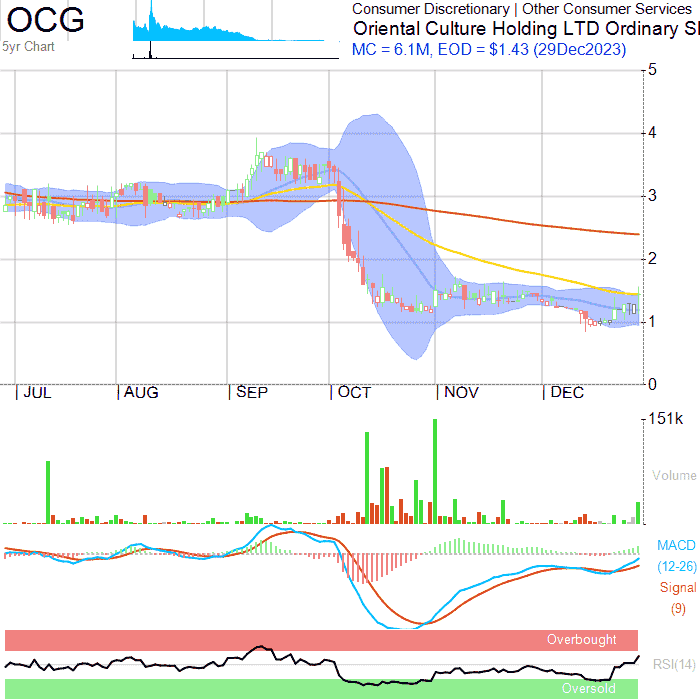 OCG
5yr Chart
Consumer Discretionary | Other Consumer Services
Oriental Culture Holding LTD Ordinary
MC = 6.1M, EOD = $1.43 (29Dec2023)
5
4
3
2
1
0
JUL AUG SEP OCT NOV DEC
151k
Volume
MACD
(12-26)
Signal
(9)
Overbought
RSI(14)
Oversold